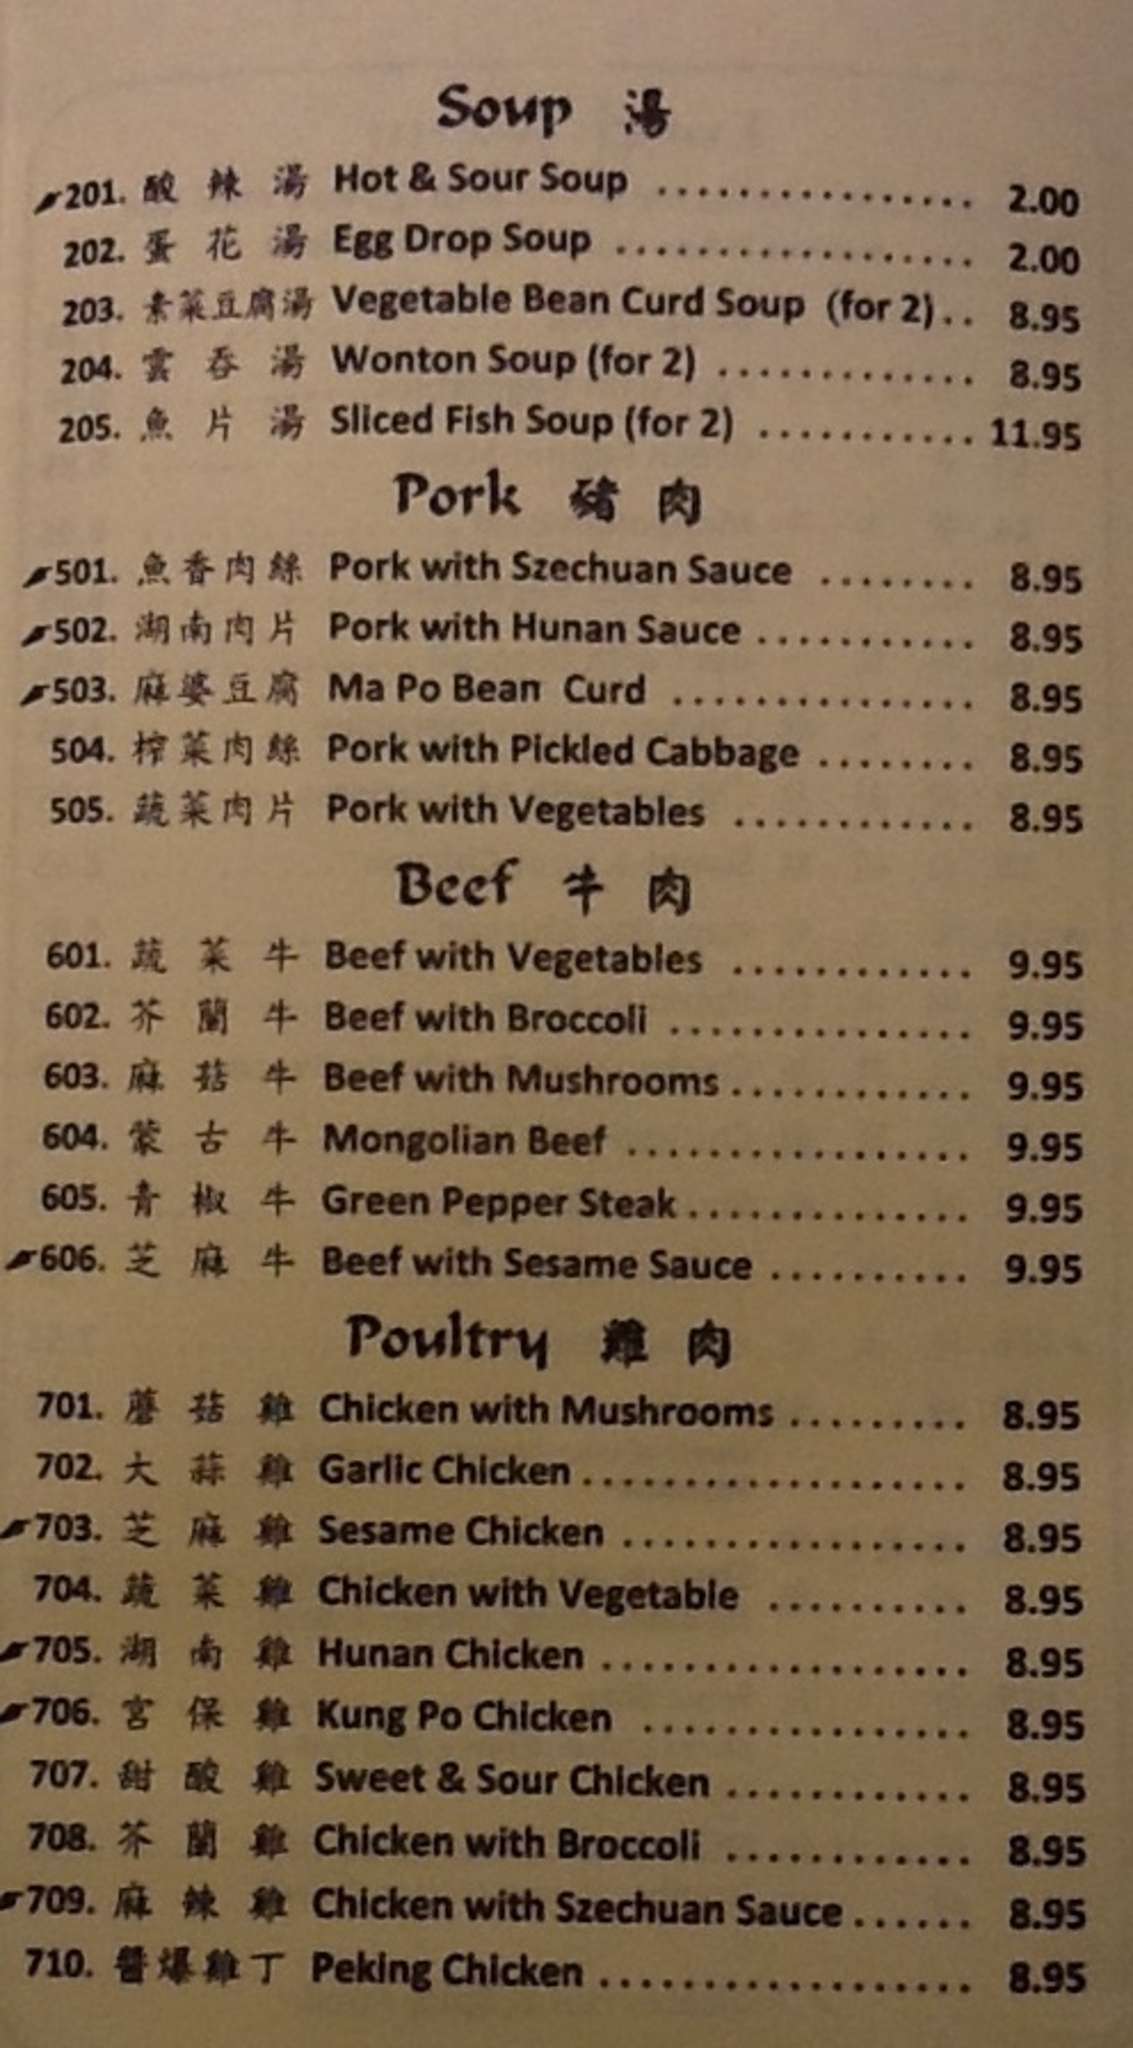 Soup 湯
201. 酸辣湯 Hot & Sour Soup ................ 2.00
202. 蛋花湯 Egg Drop Soup .................. 2.00
203. 素菜豆腐湯 Vegetable Bean Curd Soup (for 2) .. 8.95
204. 雲吞湯 Wonton Soup (for 2) ............. 8.95
205. 魚片湯 Sliced Fish Soup (for 2) ........... 11.95
Pork 豬肉
501. 魚香肉絲 Pork with Szechuan Sauce ........ 8.95
502. 湖南肉片 Pork with Hunan Sauce ........... 8.95
503. 麻婆豆腐 Ma Po Bean Curd ............... 8.95
504. 榨菜肉絲 Pork with Pickled Cabbage ........ 8.95
505. 蔬菜肉片 Pork with Vegetables ............ 8.95
Beef 牛肉
601. 蔬菜牛 Beef with Vegetables ............ 9.95
602. 芥蘭牛 Beef with Broccoli ............... 9.95
603. 麻菇牛 Beef with Mushrooms ............ 9.95
604. 蒙古牛 Mongolian Beef ................. 9.95
605. 青椒牛 Green Pepper Steak .............. 9.95
606. 芝麻牛 Beef with Sesame Sauce .......... 9.95
Poultry 雞肉
701. 蘑菇雞 Chicken with Mushrooms ......... 8.95
702. 大蒜雞 Garlic Chicken ................... 8.95
703. 芝麻雞 Sesame Chicken ................. 8.95
704. 蔬菜雞 Chicken with Vegetable .......... 8.95
705. 湖南雞 Hunan Chicken .................. 8.95
706. 宮保雞 Kung Po Chicken ................ 8.95
707. 甜酸雞 Sweet & Sour Chicken ............ 8.95
708. 芥蘭雞 Chicken with Broccoli ............ 8.95
709. 麻辣雞 Chicken with Szechuan Sauce ...... 8.95
710. 醬爆雞丁 Peking Chicken ................... 8.95